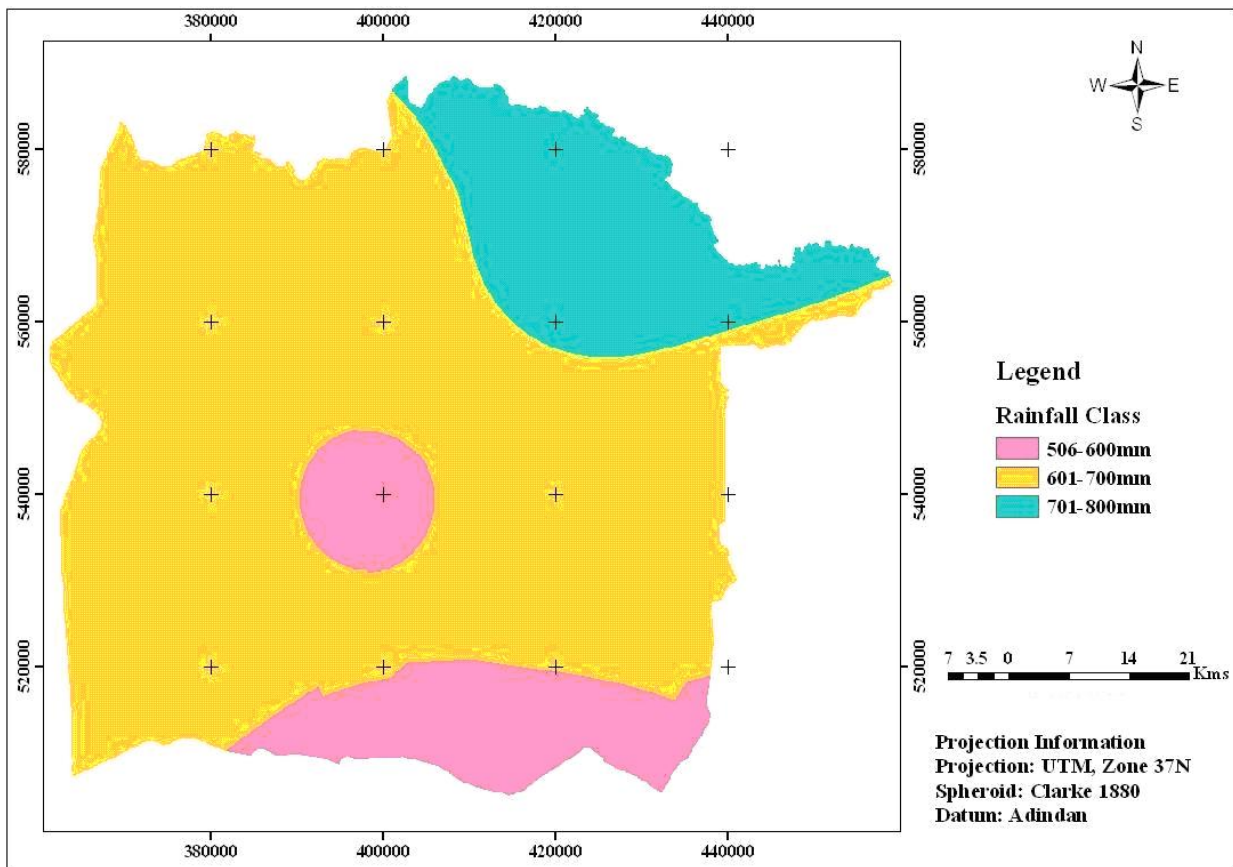 380000 400000 420000 440000
N
W E
S
580000 580000
560000 560000
540000 540000
520000 520000
Legend
Rainfall Class
506-600mm
601-700mm
701-800mm
7 3.5 0 7 14 21
Kms
Projection Information
Projection: UTM, Zone 37N
Spheroid: Clarke 1880
Datum: Adindan
380000 400000 420000 440000